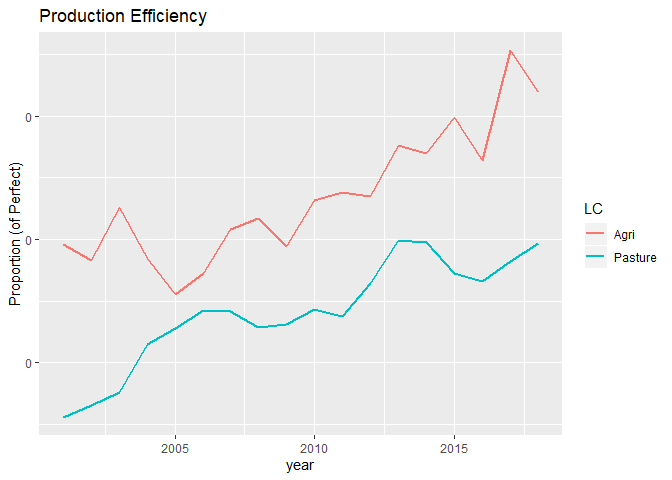 Production Efficiency
Proportion (of Perfect)
0
0
0
2005
2010
2015
year
LC
Agri
Pasture